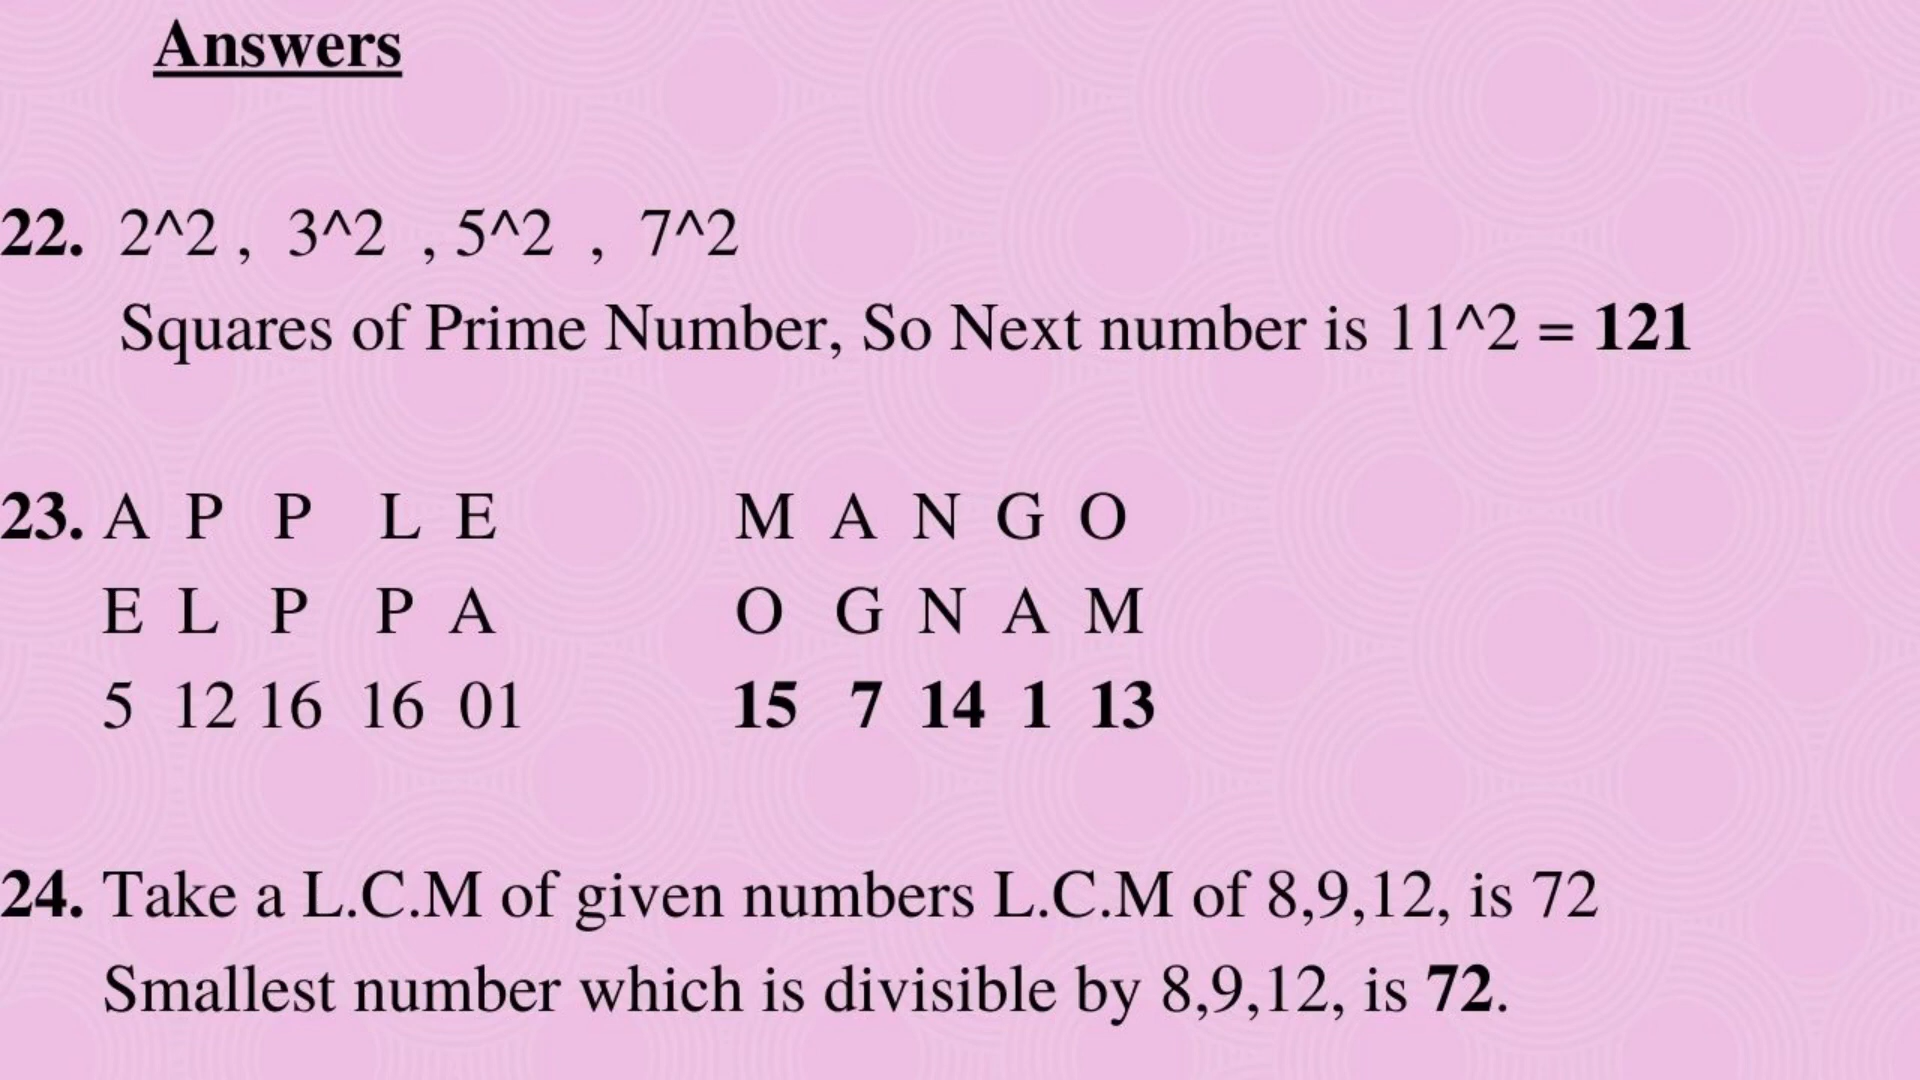 Answers
22. 2^2 , 3^2 , 5^2 , 7^2
Squares of Prime Number, So Next number is 11^2 = 121
23. A P P L E M A N G O
E L P P A O G N A M
5 12 16 16 01 15 7 14 1 13
24. Take a L.C.M of given numbers L.C.M of 8,9,12, is 72
Smallest number which is divisible by 8,9,12, is 72.